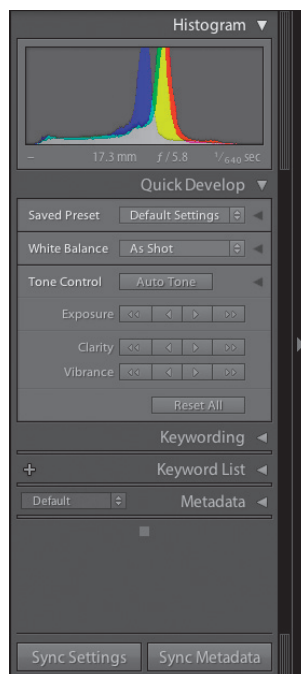 Histogram ▼
– 17.3 mm ƒ / 5.8 1/640 sec
Quick Develop ▼
Saved Preset Default Settings
White Balance As Shot
Tone Control Auto Tone
Exposure
Clarity
Vibrance
Reset All
Keywording ◀
+ Keyword List ◀
Default Metadata ◀
Sync Settings Sync Metadata